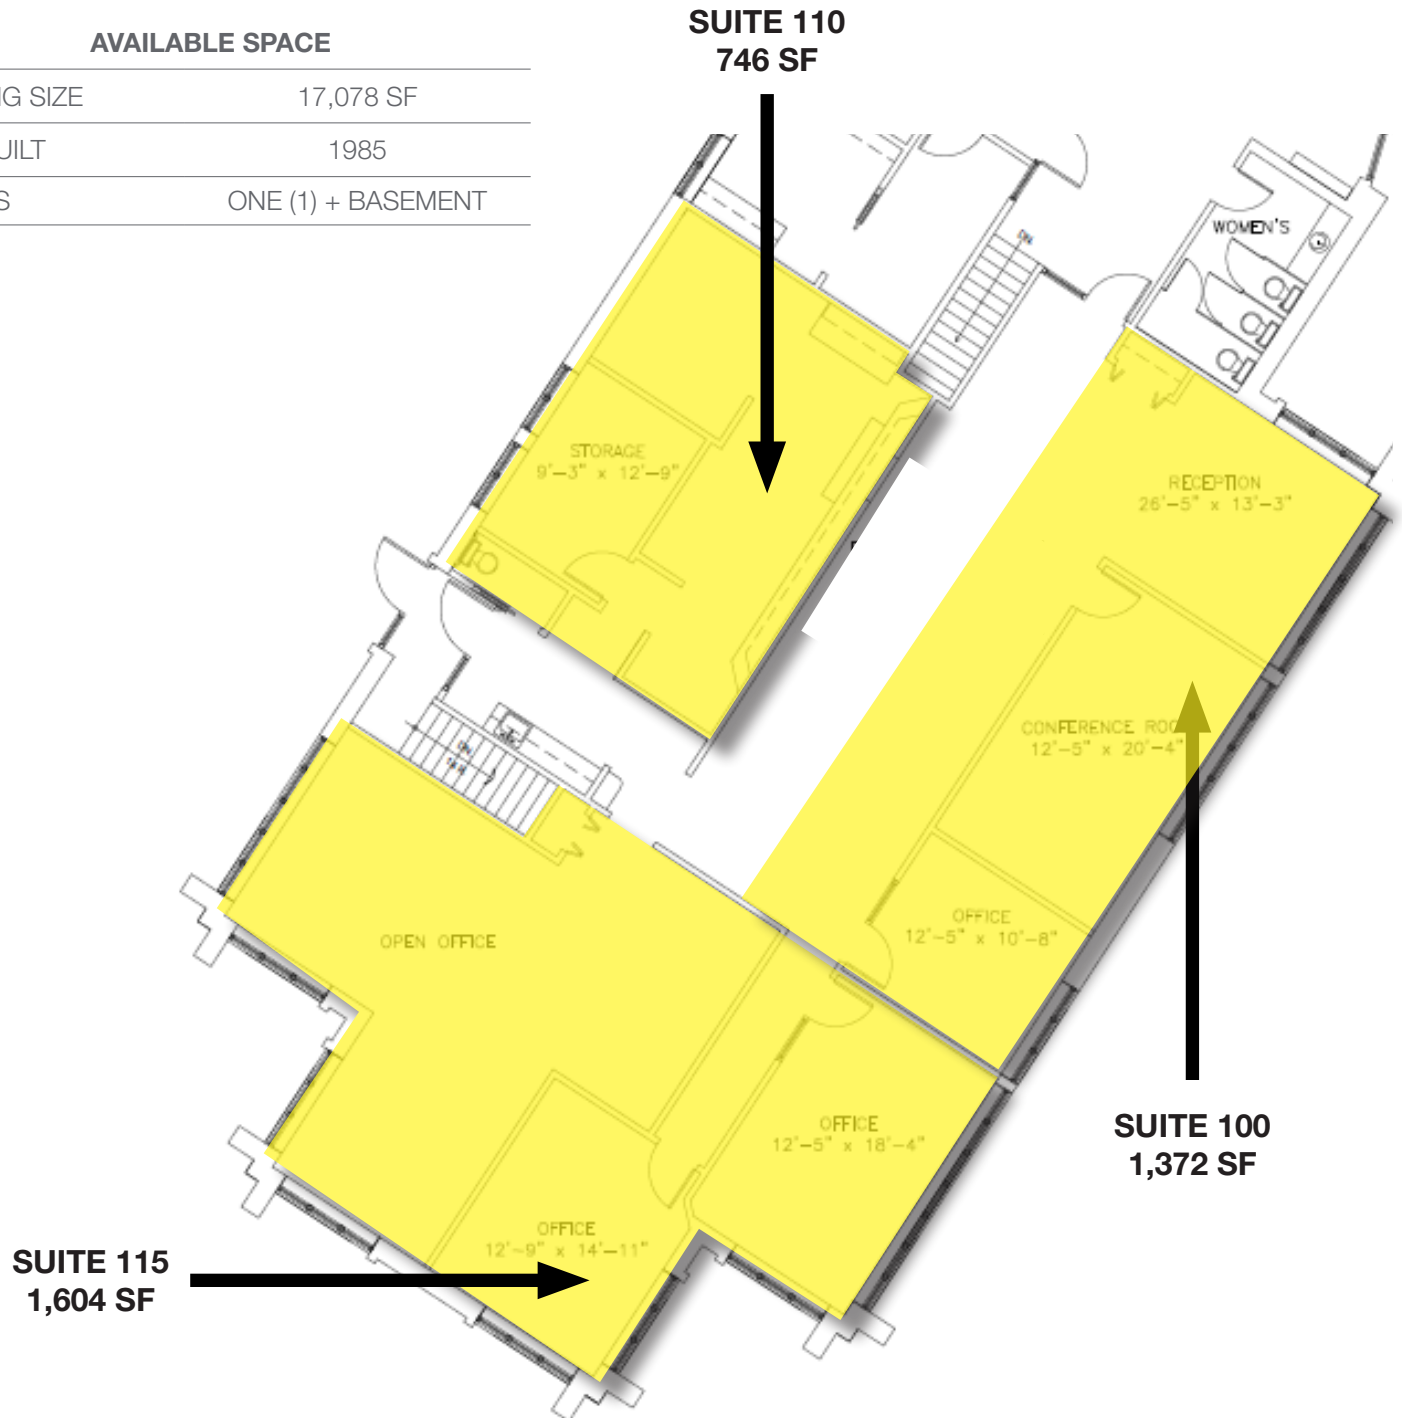 AVAILABLE SPACE
G SIZE 17,078 SF
UILT 1985
S ONE (1) + BASEMENT
SUITE 110
746 SF
DN
WOMEN'S
STORAGE
9'-3" x 12'-9"
RECEPTION
26'-5" x 13'-3"
CONFERENCE ROO
12'-5" x 20'-4"
DN
OFFICE
12'-5" x 10'-8"
OPEN OFFICE
OFFICE
12'-5" x 18'-4"
SUITE 100
1,372 SF
OFFICE
12'-9" x 14'-11"
SUITE 115
1,604 SF